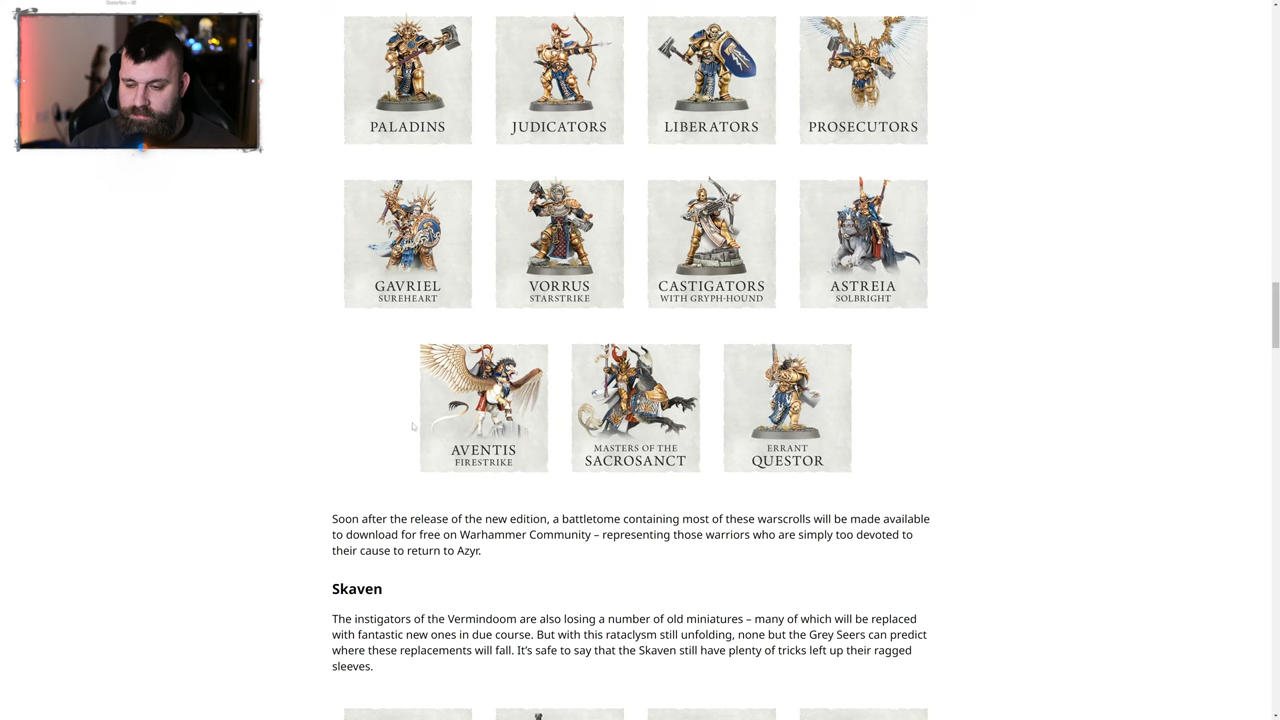 PALADINS
JUDICATORS
LIBERATORS
PROSECUTORS
GAVRIEL
SUREHEART
VORRUS
STARSTRIKE
CASTIGATORS
WITH GRYPH-HOUND
ASTREIA
SOLBRIGHT
AVENTIS
FIRESTRIKE
MASTERS OF THE
SACROSANCT
ERRANT
QUESTOR
Soon after the release of the new edition, a battletome containing most of these warscrolls will be made available
to download for free on Warhammer Community – representing those warriors who are simply too devoted to
their cause to return to Azyr.
Skaven
The instigators of the Vermindoom are also losing a number of old miniatures – many of which will be replaced
with fantastic new ones in due course. But with this rataclysm still unfolding, none but the Grey Seers can predict
where these replacements will fall. It’s safe to say that the Skaven still have plenty of tricks left up their ragged
sleeves.